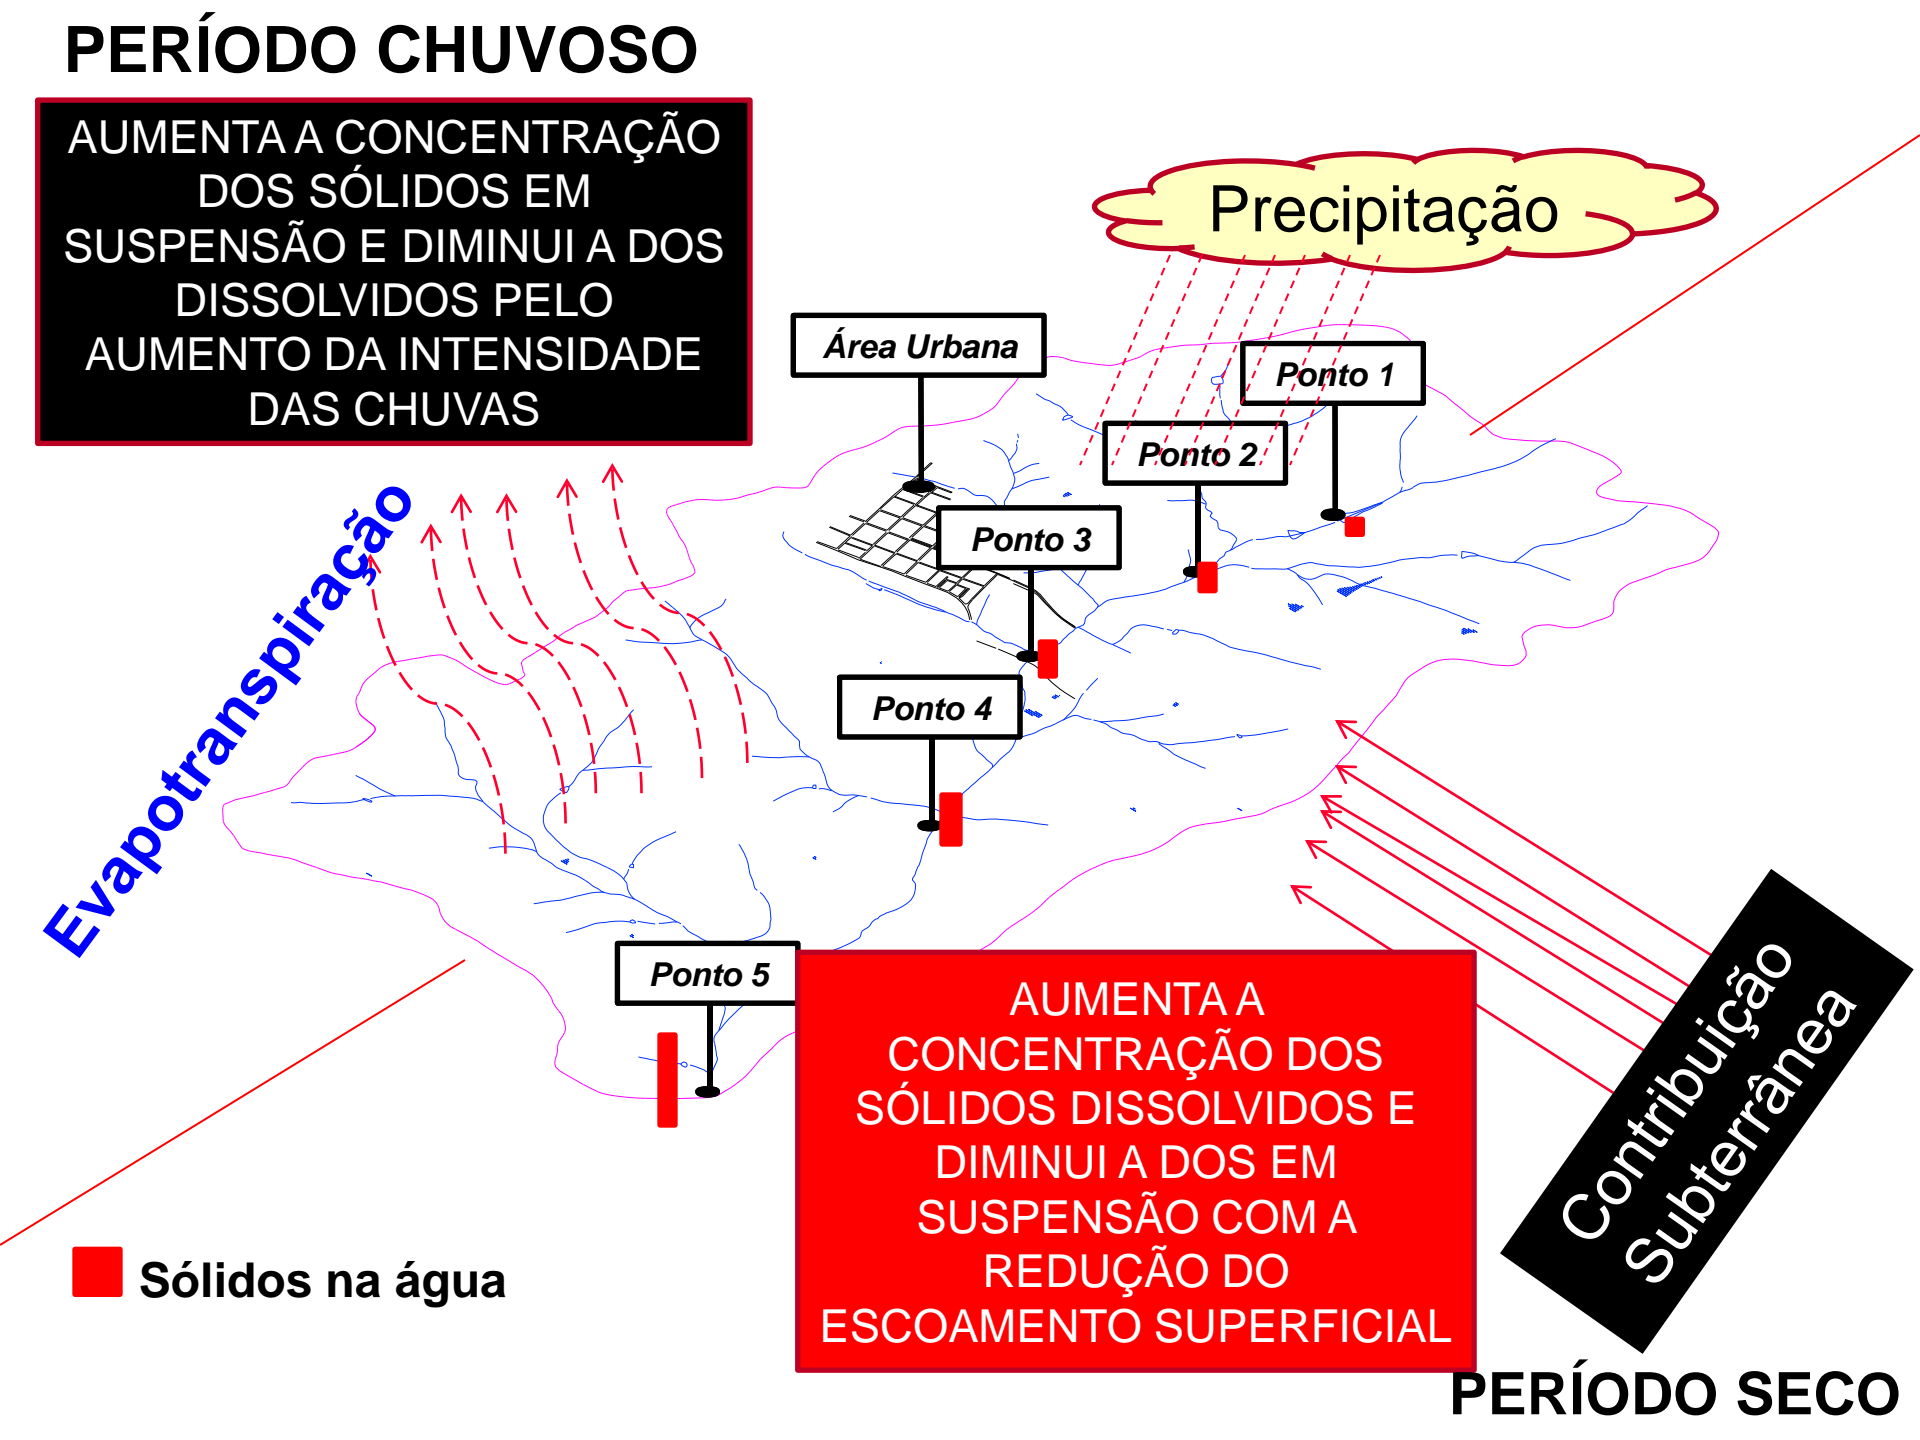 PERÍODO CHUVOSO
AUMENTA A CONCENTRAÇÃO
DOS SÓLIDOS EM
SUSPENSÃO E DIMINUI A DOS
DISSOLVIDOS PELO
AUMENTO DA INTENSIDADE
DAS CHUVAS
Precipitação
Área Urbana
Ponto 1
Ponto 2
Ponto 3
Ponto 4
Ponto 5
Evapotranspiração
AUMENTA A
CONCENTRAÇÃO DOS
SÓLIDOS DISSOLVIDOS E
DIMINUI A DOS EM
SUSPENSÃO COM A
REDUÇÃO DO
ESCOAMENTO SUPERFICIAL
Contribuição
Subterrânea
Sólidos na água
PERÍODO SECO